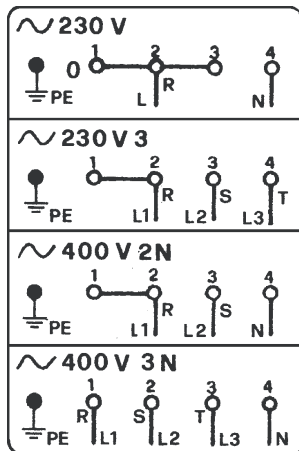 ~ 230 V
1 2 3 4
0
R
PE L N
~ 230 V 3
1 2 3 4
R S T
PE L1 L2 L3
~ 400 V 2N
1 2 3 4
R S
PE L1 L2 N
~ 400 V 3 N
1 2 3 4
R S T
PE L1 L2 L3 N